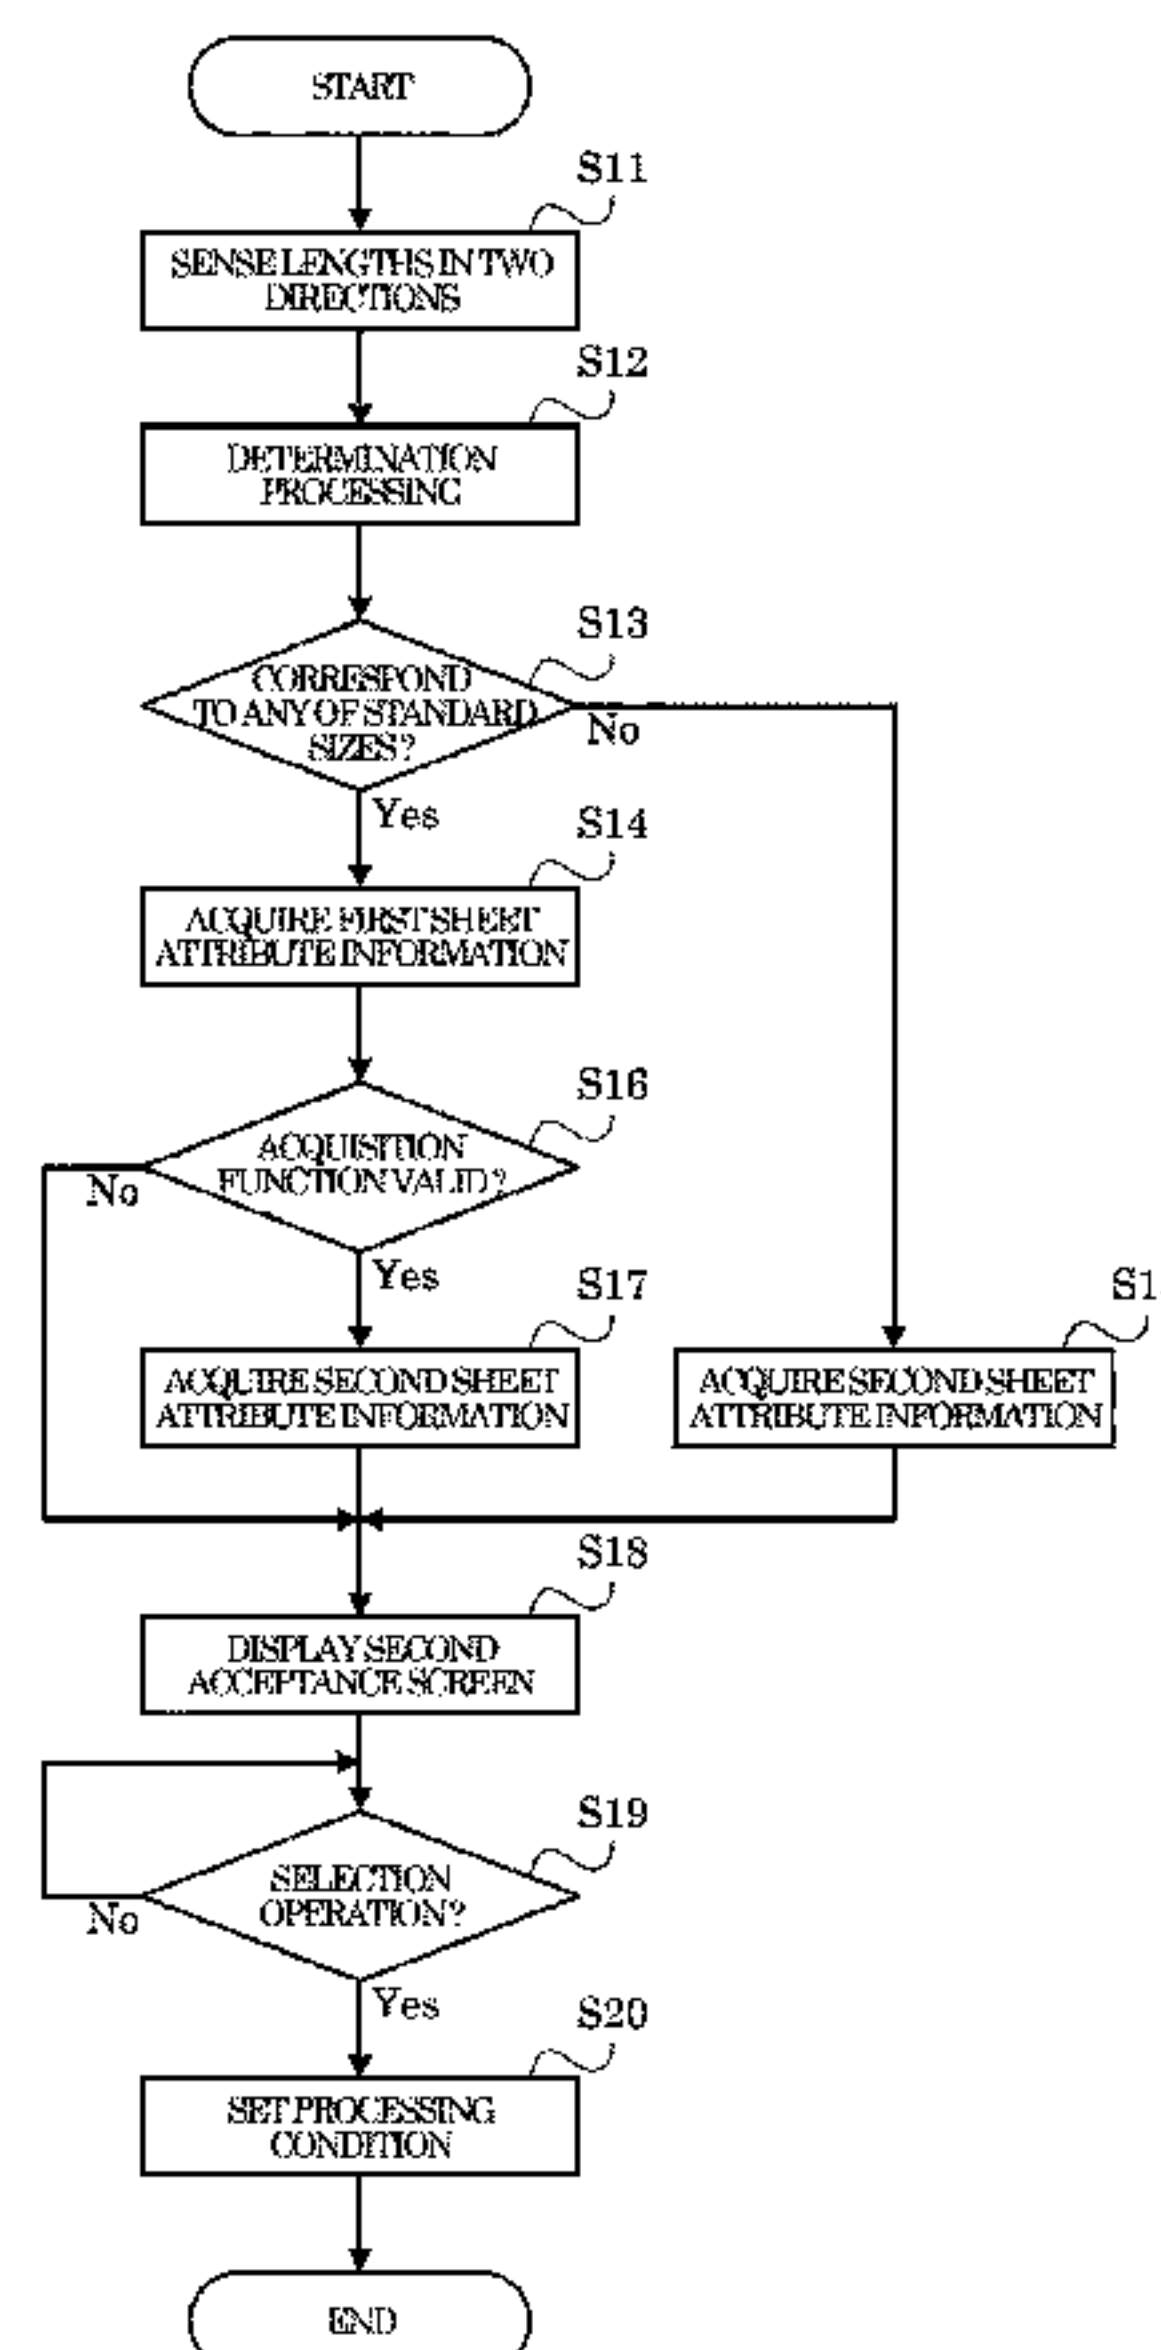 START
S11
SENSE LENGTHS IN TWO
DIRECTIONS
S12
DETERMINATION
PROCESSING
S13
CORRESPOND
TO ANY OF STANDARD
SIZES?
No
Yes
S14
ACQUIRE FIRST SHEET
ATTRIBUTE INFORMATION
S16
ACQUISITION
FUNCTION VALID?
No
Yes
S17
ACQUIRE SECOND SHEET
ATTRIBUTE INFORMATION
S1
ACQUIRE SECOND SHEET
ATTRIBUTE INFORMATION
S18
DISPLAY SECOND
ACCEPTANCE SCREEN
S19
SELECTION
OPERATION?
No
Yes
S20
SET PROCESSING
CONDITION
END